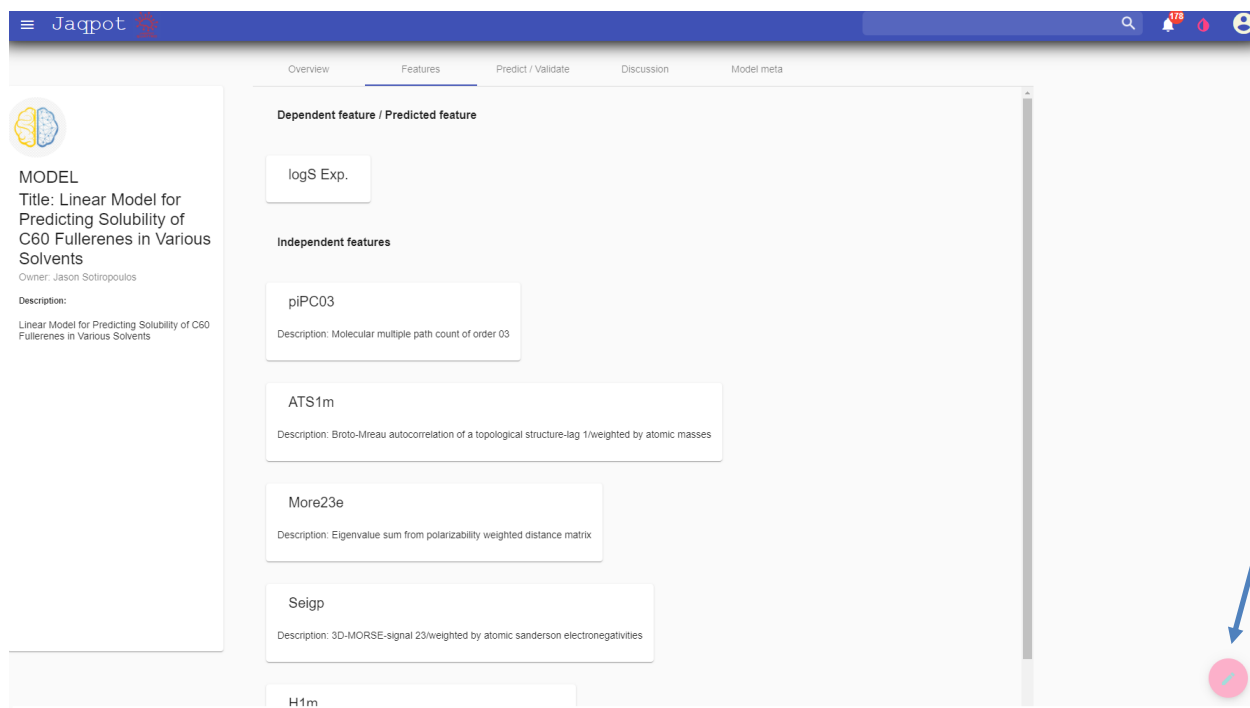 Jaqpot
178
Overview Features Predict / Validate Discussion Model meta
MODEL
Title: Linear Model for
Predicting Solubility of
C60 Fullerenes in Various
Solvents
Owner: Jason Sotiropoulos
Description:
Linear Model for Predicting Solubility of C60
Fullerenes in Various Solvents
Dependent feature / Predicted feature
logS Exp.
Independent features
piPC03
Description: Molecular multiple path count of order 03
ATS1m
Description: Broto-Mreau autocorrelation of a topological structure-lag 1/weighted by atomic masses
More23e
Description: Eigenvalue sum from polarizability weighted distance matrix
Seigp
Description: 3D-MORSE-signal 23/weighted by atomic sanderson electronegativities
H1m